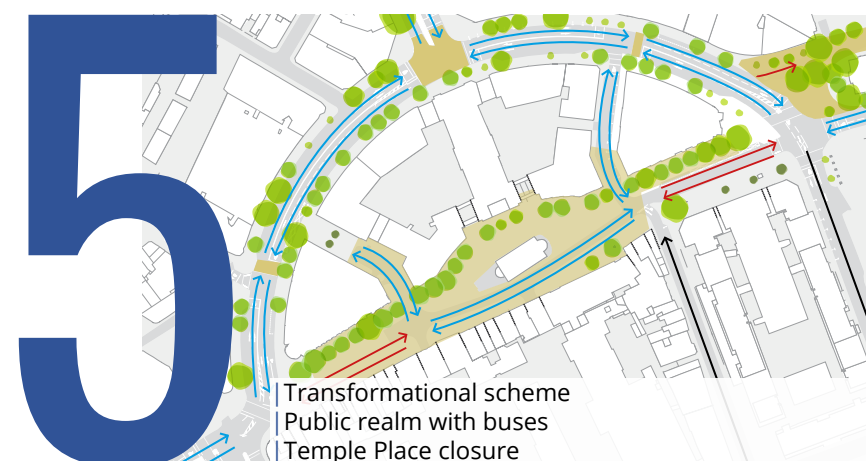 5
Transformational scheme
Public realm with buses
Temple Place closure